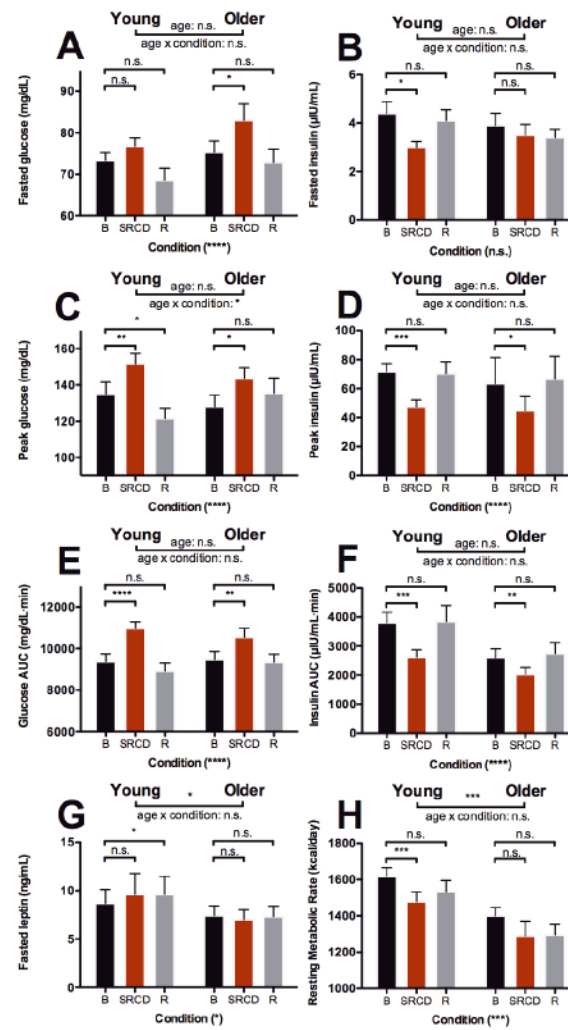 A
Young Older
age: n.s.
age x condition: n.s.
n.s. n.s.
n.s. *
Fasted glucose (mg/dL)
90
80
70
60
B SRCD R B SRCD R
Condition (****)
B
Young Older
age: n.s.
age x condition: n.s.
n.s. n.s.
* n.s.
Fasted insulin (µIU/mL)
6
4
2
0
B SRCD R B SRCD R
Condition (n.s.)
C
Young Older
age: n.s.
age x condition: *
* n.s.
** *
Peak glucose (mg/dL)
160
140
120
100
B SRCD R B SRCD R
Condition (****)
D
Young Older
age: n.s.
age x condition: n.s.
n.s. n.s.
*** *
Peak insulin (µIU/mL)
100
80
60
40
20
0
B SRCD R B SRCD R
Condition (****)
E
Young Older
age: n.s.
age x condition: n.s.
n.s. n.s.
**** **
Glucose AUC (mg/dL·min)
12000
10000
8000
6000
B SRCD R B SRCD R
Condition (****)
F
Young Older
age: n.s.
age x condition: n.s.
n.s. n.s.
*** **
Insulin AUC (µIU/mL·min)
5000
4000
3000
2000
1000
0
B SRCD R B SRCD R
Condition (****)
G
Young Older
*
age x condition: n.s.
* n.s.
n.s. n.s.
Fasted leptin (ng/mL)
15
10
5
0
B SRCD R B SRCD R
Condition (*)
H
Young Older
***
age x condition: n.s.
n.s. n.s.
*** n.s.
Resting Metabolic Rate (kcal/day)
1800
1600
1400
1200
1000
B SRCD R B SRCD R
Condition (***)